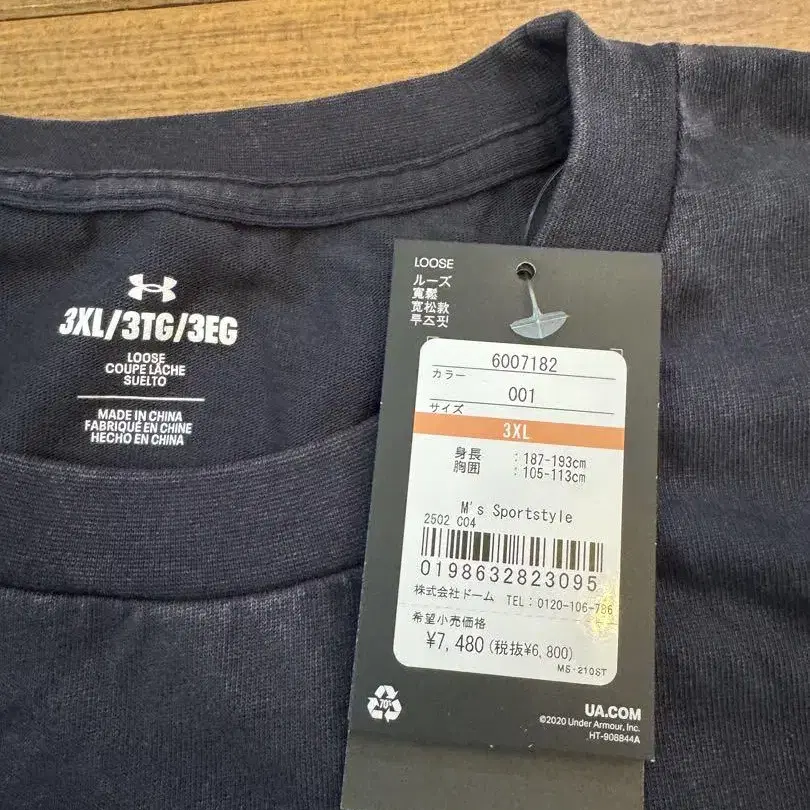 3XL/3TG/3EG
LOOSE
COUPE LÂCHE
SUELTO
MADE IN CHINA
FABRIQUÉ EN CHINE
HECHO EN CHINA
LOOSE
ルーズ
寬鬆
宽松款
루즈핏
6007182
カラー
001
サイズ
3XL
身長 :187-193cm
胸囲 :105-113cm
M's Sportstyle
2502 C04
0198632823095
株式会社ドーム TEL:0120-106-786
希望小売価格
¥7,480(税抜¥6,800)
MS-210ST
70%
UA.COM
©2020 Under Armour, Inc.
HT-908844A